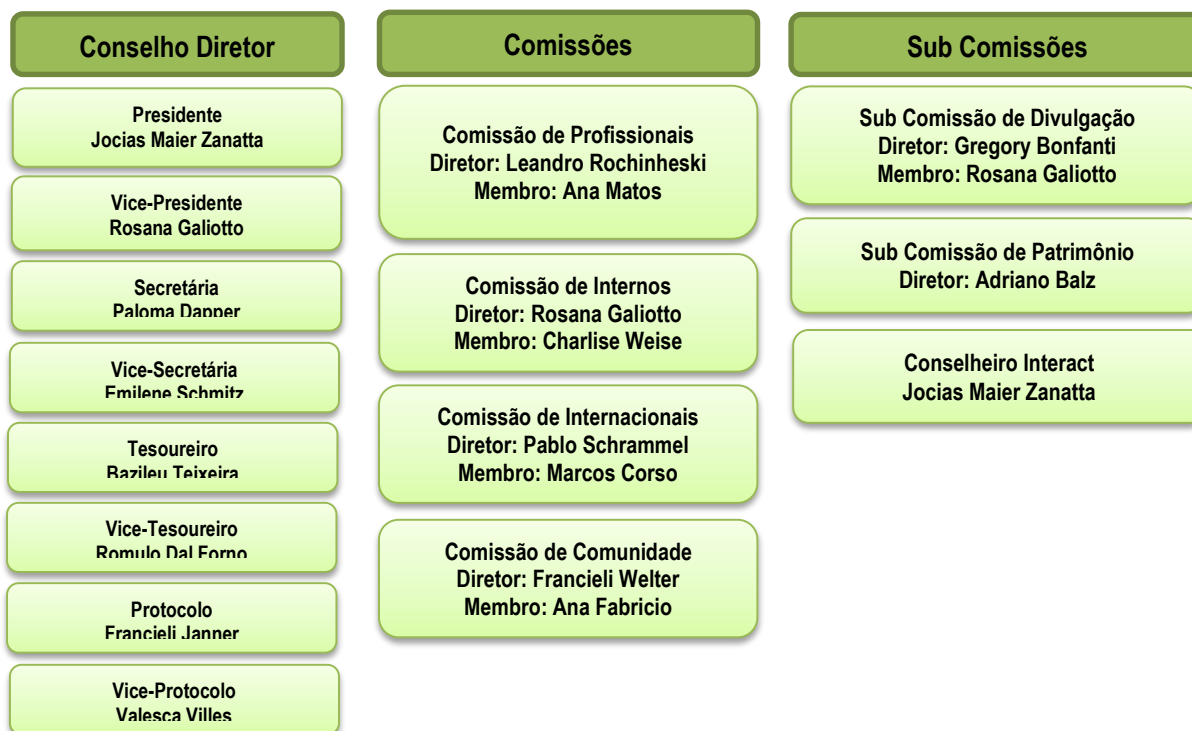 Conselho Diretor
Presidente
Jocias Maier Zanatta
Vice-Presidente
Rosana Galiotto
Secretária
Paloma Dapper
Vice-Secretária
Emilene Schmitz
Tesoureiro
Bazileu Teixeira
Vice-Tesoureiro
Romulo Dal Forno
Protocolo
Francieli Janner
Vice-Protocolo
Valesca Villes
Comissões
Comissão de Profissionais
Diretor: Leandro Rochinheski
Membro: Ana Matos
Comissão de Internos
Diretor: Rosana Galiotto
Membro: Charlise Weise
Comissão de Internacionais
Diretor: Pablo Schrammel
Membro: Marcos Corso
Comissão de Comunidade
Diretor: Francieli Welter
Membro: Ana Fabricio
Sub Comissões
Sub Comissão de Divulgação
Diretor: Gregory Bonfanti
Membro: Rosana Galiotto
Sub Comissão de Patrimônio
Diretor: Adriano Balz
Conselheiro Interact
Jocias Maier Zanatta